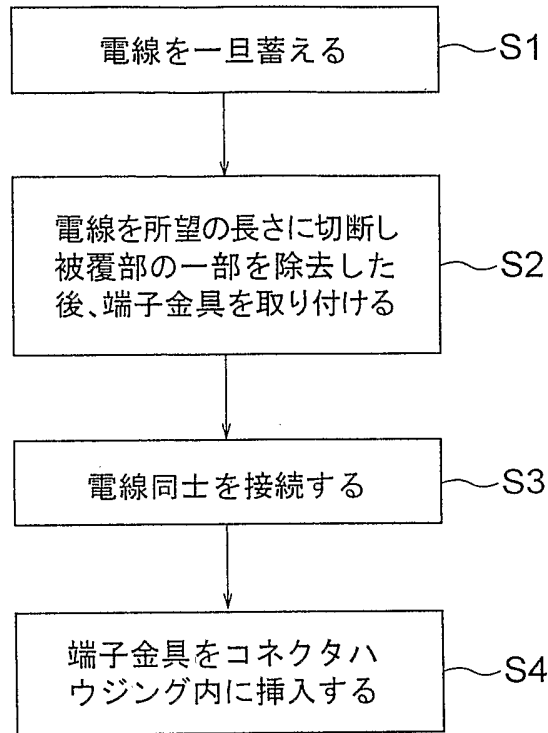 電線を一旦蓄える
S1
電線を所望の長さに切断し
被覆部の一部を除去した
後、端子金具を取り付ける
S2
電線同士を接続する
S3
端子金具をコネクタハ
ウジング内に挿入する
S4